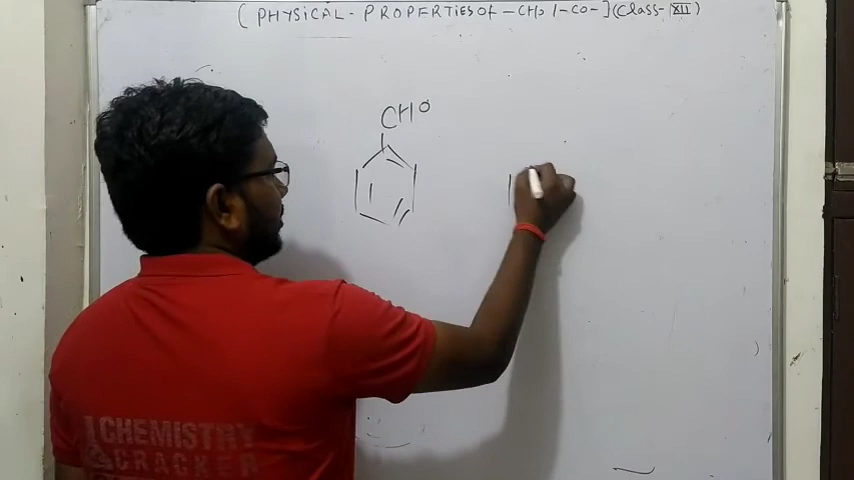 ( PHYSICAL - PROPERTIES of - CHO / - CO - ] (Class - XII )
CHO
CHEMISTRY
CRACKER